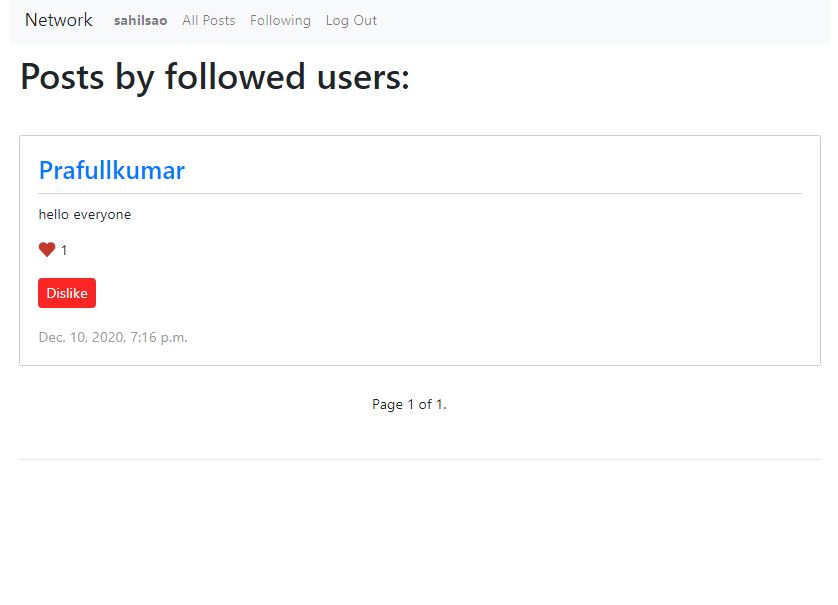 Network sahilsao All Posts Following Log Out
Posts by followed users:
Prafullkumar
hello everyone
1
Dislike
Dec. 10, 2020, 7:16 p.m.
Page 1 of 1.